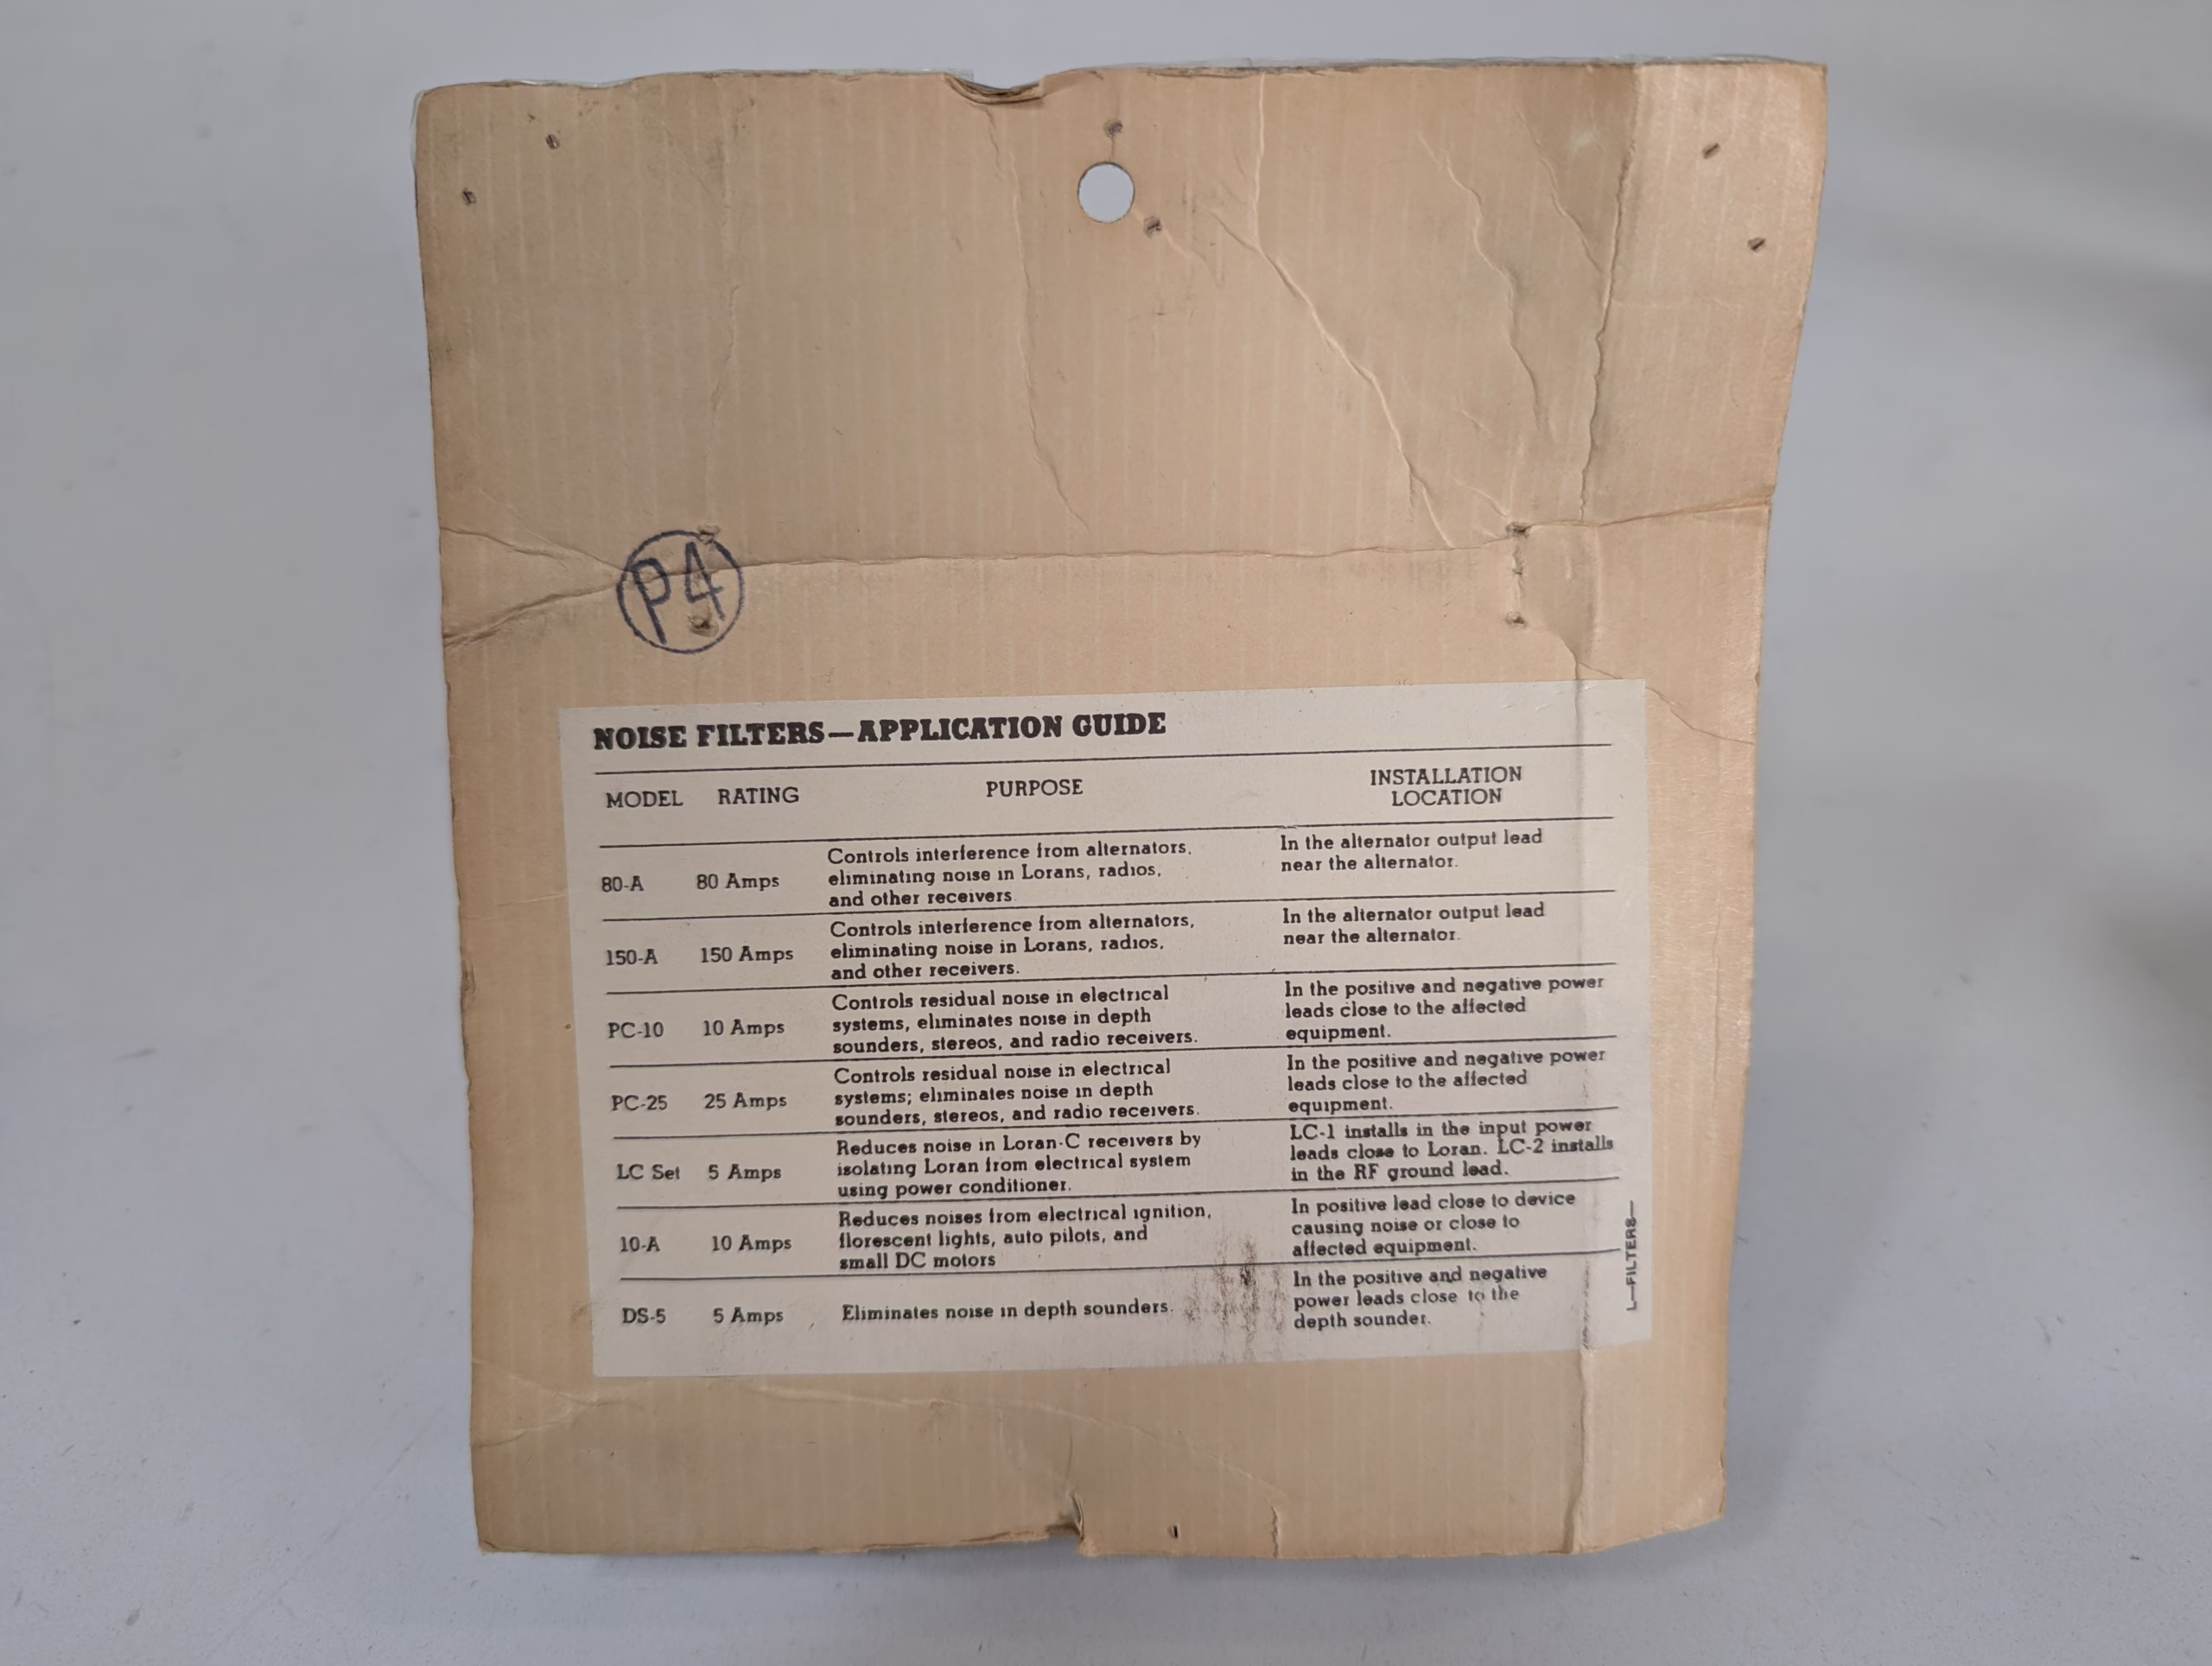 P4
NOISE FILTERS—APPLICATION GUIDE
MODEL RATING PURPOSE INSTALLATION LOCATION
80-A 80 Amps
Controls interference from alternators,
eliminating noise in Lorans, radios,
and other receivers
In the alternator output lead
near the alternator.
150-A 150 Amps
Controls interference from alternators,
eliminating noise in Lorans, radios,
and other receivers.
In the alternator output lead
near the alternator.
PC-10 10 Amps
Controls residual noise in electrical
systems, eliminates noise in depth
sounders, stereos, and radio receivers.
In the positive and negative power
leads close to the affected
equipment.
PC-25 25 Amps
Controls residual noise in electrical
systems; eliminates noise in depth
sounders, stereos, and radio receivers.
In the positive and negative power
leads close to the affected
equipment.
LC Set 5 Amps
Reduces noise in Loran-C receivers by
isolating Loran from electrical system
using power conditioner.
LC-1 installs in the input power
leads close to Loran. LC-2 installs
in the RF ground lead.
10-A 10 Amps
Reduces noises from electrical ignition,
florescent lights, auto pilots, and
small DC motors
In positive lead close to device
causing noise or close to
affected equipment.
DS-5 5 Amps
Eliminates noise in depth sounders.
In the positive and negative
power leads close to the
depth sounder.
L—FILTERS—